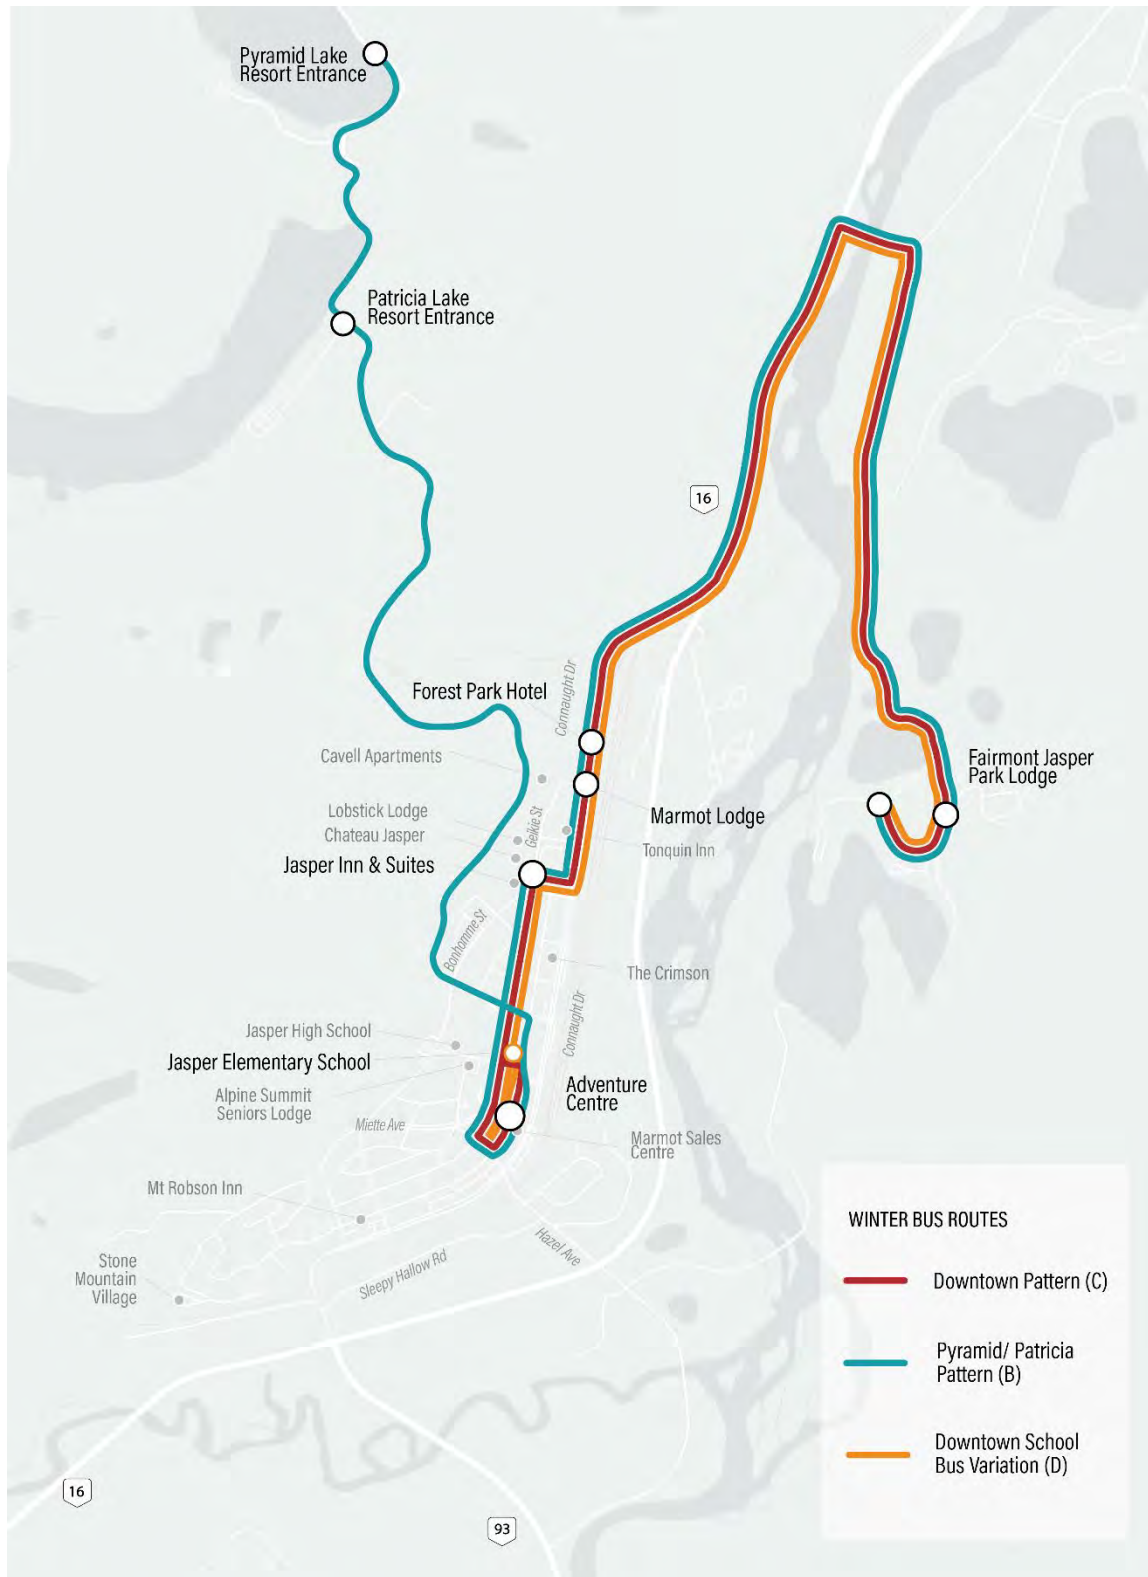 Pyramid Lake
Resort Entrance
Patricia Lake
Resort Entrance
16
Forest Park Hotel
Connaught Dr
Cavell Apartments
Fairmont Jasper
Park Lodge
Lobstick Lodge
Geikie St
Marmot Lodge
Chateau Jasper
Tonquin Inn
Jasper Inn & Suites
Bonhomme St
The Crimson
Connaught Dr
Jasper High School
Jasper Elementary School
Alpine Summit
Seniors Lodge
Adventure
Centre
Miette Ave
Marmot Sales
Centre
Mt Robson Inn
Hazel Ave
Stone
Mountain
Village
Sleepy Hallow Rd
WINTER BUS ROUTES
Downtown Pattern (C)
Pyramid/ Patricia
Pattern (B)
Downtown School
Bus Variation (D)
16
93